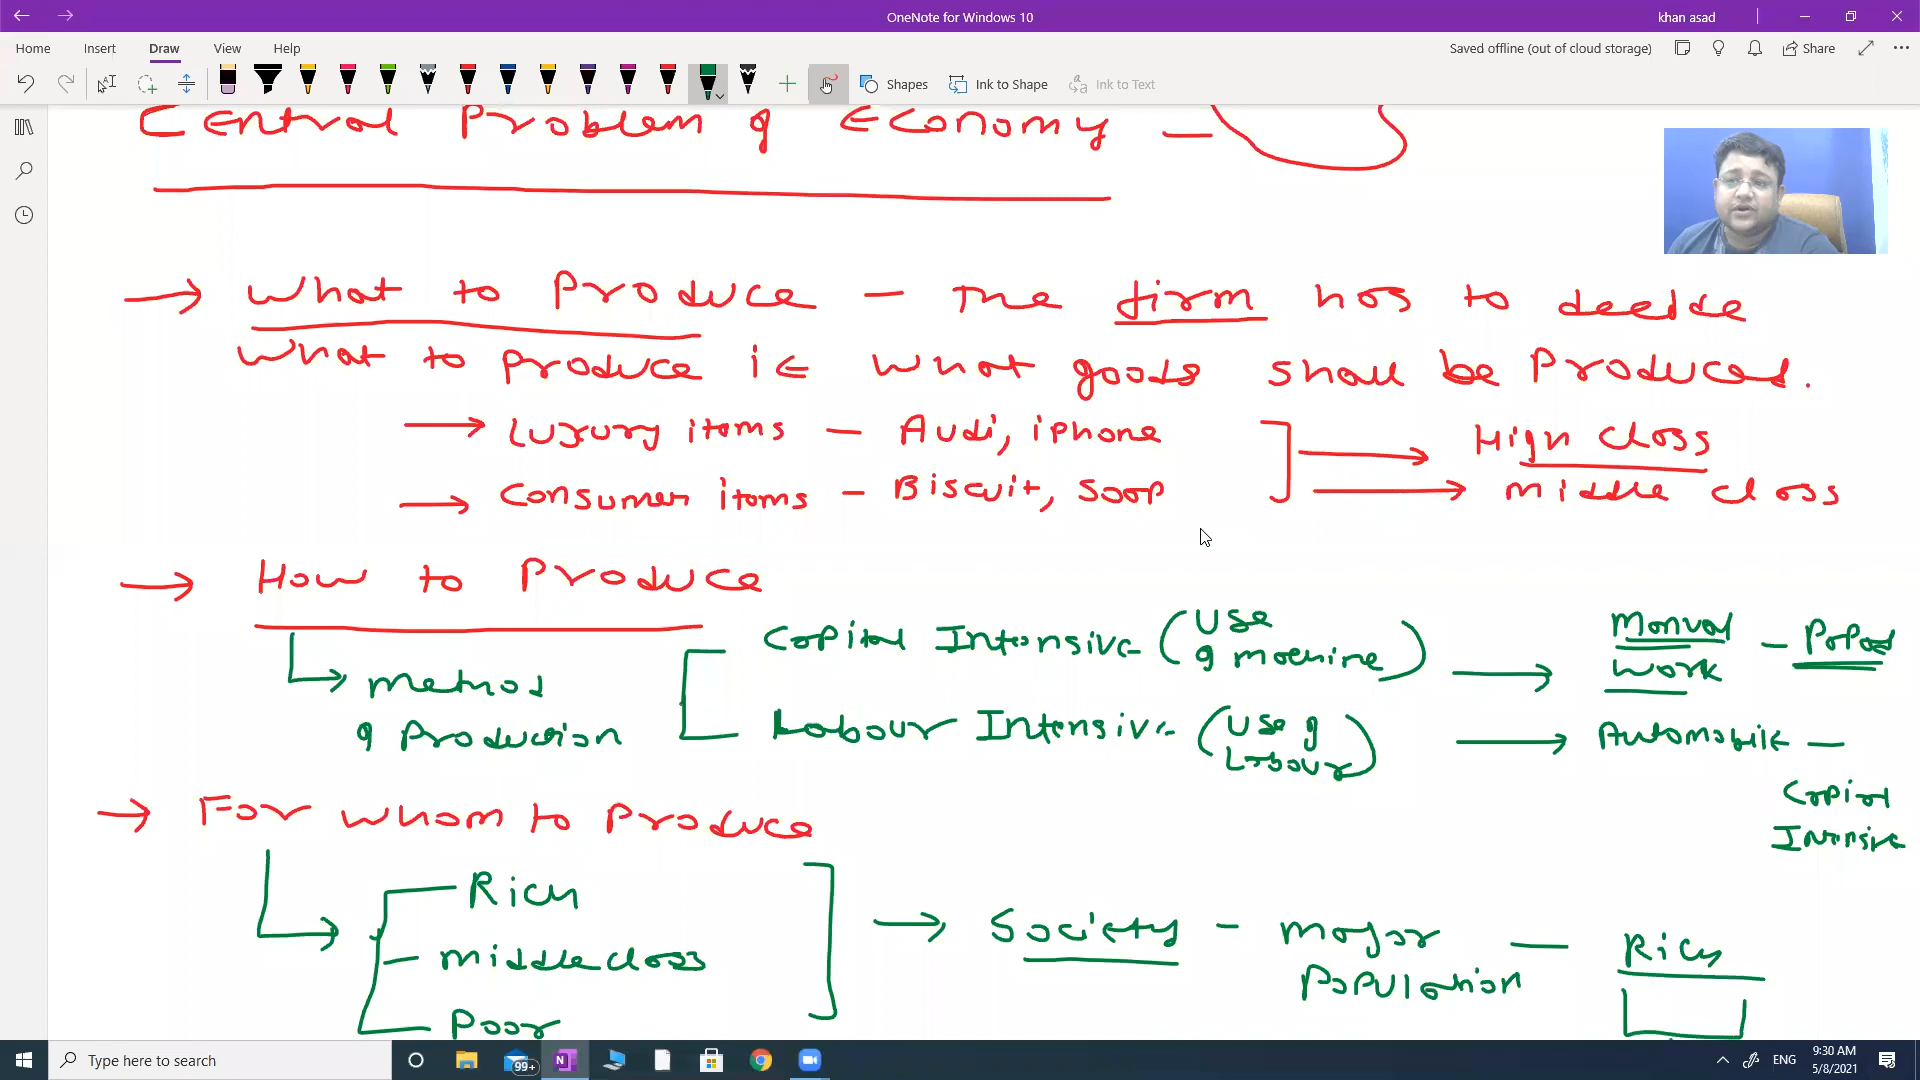 OneNote for Windows 10
khan asad
Home Insert Draw View Help
Saved offline (out of cloud storage)
Share
Shapes
Ink to Shape
Ink to Text
Central Problem of Economy —
→ What to Produce — The firm has to decide
What to produce ie what goods shall be Produced.
→ Luxury items — Audi, iphone
→ High Class
→ Consumer items — Biscuit, Soap
→ middle class
→ How to Produce
→ method
of Production
Capital Intensive (Use
of machine)
→ Manual
Work
Labour Intensive (Use of
Labour)
→ Automobile —
Capital
Intensive
→ For whom to Produce
Rich
middle class
Poor
→ Society — major
Population
— Rich
Type here to search
99+
ENG
9:30 AM
5/8/2021